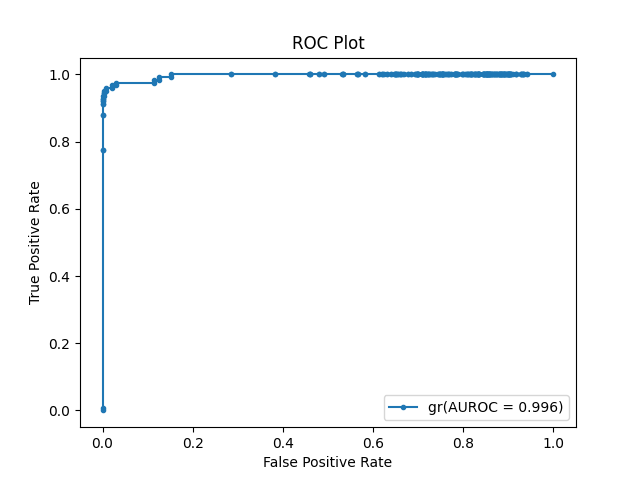 ROC Plot
1.0
0.8
0.6
0.4
0.2
0.0
True Positive Rate
gr(AUROC = 0.996)
0.0 0.2 0.4 0.6 0.8 1.0
False Positive Rate